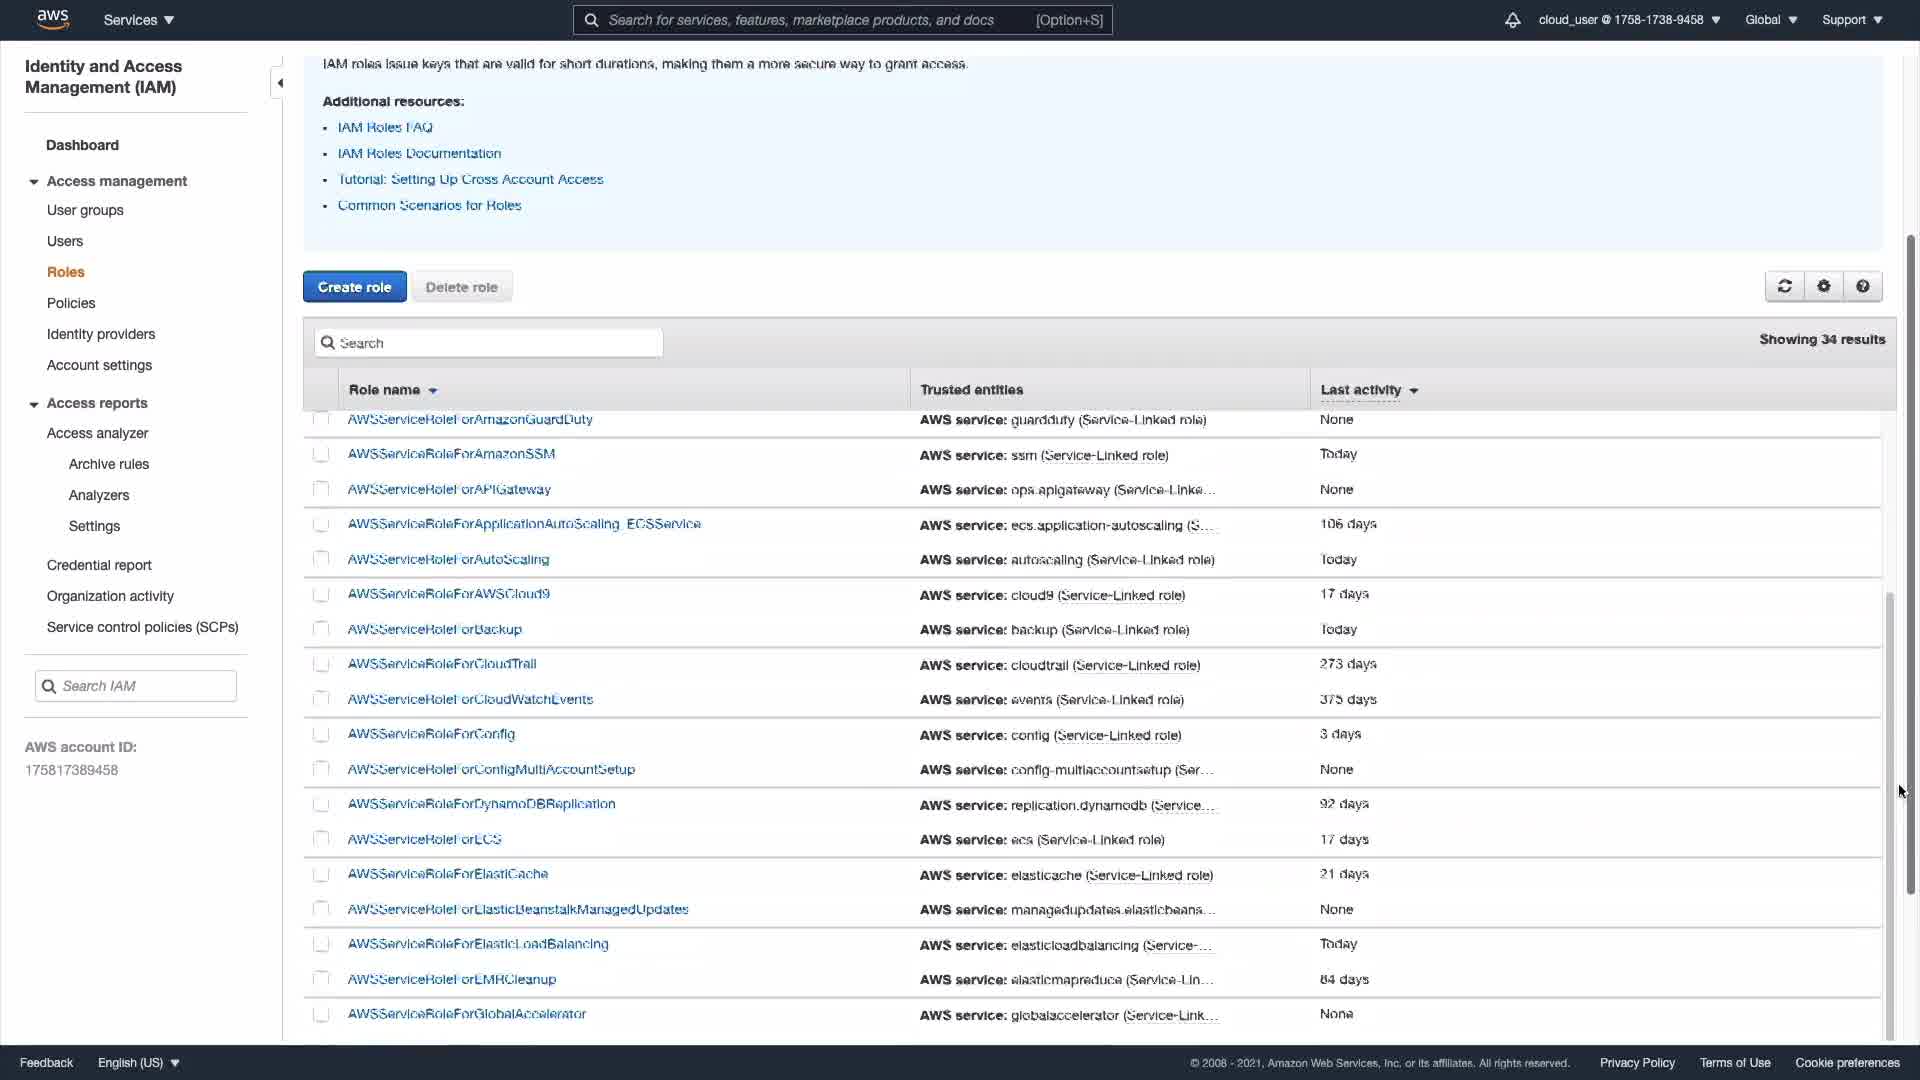 aws
Services
Search for services, features, marketplace products, and docs [Option+S]
cloud_user @ 1758-1738-9458
Global
Support
Identity and Access
Management (IAM)
Dashboard
Access management
User groups
Users
Roles
Policies
Identity providers
Account settings
Access reports
Access analyzer
Archive rules
Analyzers
Settings
Credential report
Organization activity
Service control policies (SCPs)
Search IAM
AWS account ID:
175817389458
IAM roles issue keys that are valid for short durations, making them a more secure way to grant access.
Additional resources:
IAM Roles FAQ
IAM Roles Documentation
Tutorial: Setting Up Cross Account Access
Common Scenarios for Roles
Create role
Delete role
Search
Showing 34 results
Role name Trusted entities Last activity
AWSServiceRoleForAmazonGuardDuty AWS service: guardduty (Service-Linked role) None
AWSServiceRoleForAmazonSSM AWS service: ssm (Service-Linked role) Today
AWSServiceRoleForAPIGateway AWS service: ops.apigateway (Service-Linke... None
AWSServiceRoleForApplicationAutoScaling_ECSService AWS service: ecs.application-autoscaling (S... 106 days
AWSServiceRoleForAutoScaling AWS service: autoscaling (Service-Linked role) Today
AWSServiceRoleForAWSCloud9 AWS service: cloud9 (Service-Linked role) 17 days
AWSServiceRoleForBackup AWS service: backup (Service-Linked role) Today
AWSServiceRoleForCloudTrail AWS service: cloudtrail (Service-Linked role) 273 days
AWSServiceRoleForCloudWatchEvents AWS service: events (Service-Linked role) 375 days
AWSServiceRoleForConfig AWS service: config (Service-Linked role) 3 days
AWSServiceRoleForConfigMultiAccountSetup AWS service: config-multiaccountsetup (Ser... None
AWSServiceRoleForDynamoDBReplication AWS service: replication.dynamodb (Service... 92 days
AWSServiceRoleForECS AWS service: ecs (Service-Linked role) 17 days
AWSServiceRoleForElastiCache AWS service: elasticache (Service-Linked role) 21 days
AWSServiceRoleForElasticBeanstalkManagedUpdates AWS service: managedupdates.elasticbeans... None
AWSServiceRoleForElasticLoadBalancing AWS service: elasticloadbalancing (Service-... Today
AWSServiceRoleForEMRCleanup AWS service: elasticmapreduce (Service-Lin... 84 days
AWSServiceRoleForGlobalAccelerator AWS service: globalaccelerator (Service-Link... None
Feedback
English (US)
© 2008 - 2021, Amazon Web Services, Inc. or its affiliates. All rights reserved.
Privacy Policy
Terms of Use
Cookie preferences